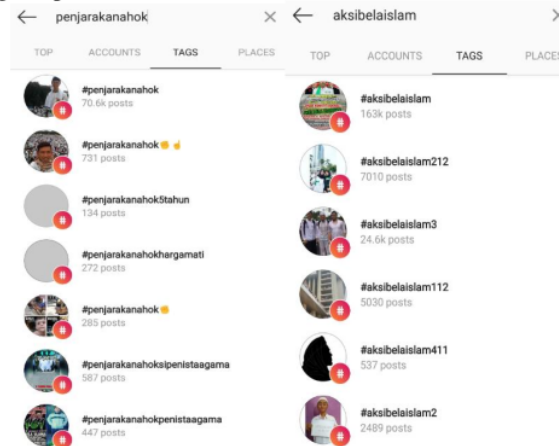 penjarakanahok
TOP ACCOUNTS TAGS PLACES
#penjarakanahok
70.6k posts
#penjarakanahok✊☝
731 posts
#penjarakanahok5tahun
134 posts
#penjarakanahokhargamati
272 posts
#penjarakanahok✊
285 posts
#penjarakanahoksipenistaagama
587 posts
#penjarakanahokpenistaagama
447 posts
aksibelaislam
TOP ACCOUNTS TAGS PLACES
#aksibelaislam
163k posts
#aksibelaislam212
7010 posts
#aksibelaislam3
24.6k posts
#aksibelaislam112
5030 posts
#aksibelaislam411
537 posts
#aksibelaislam2
2489 posts